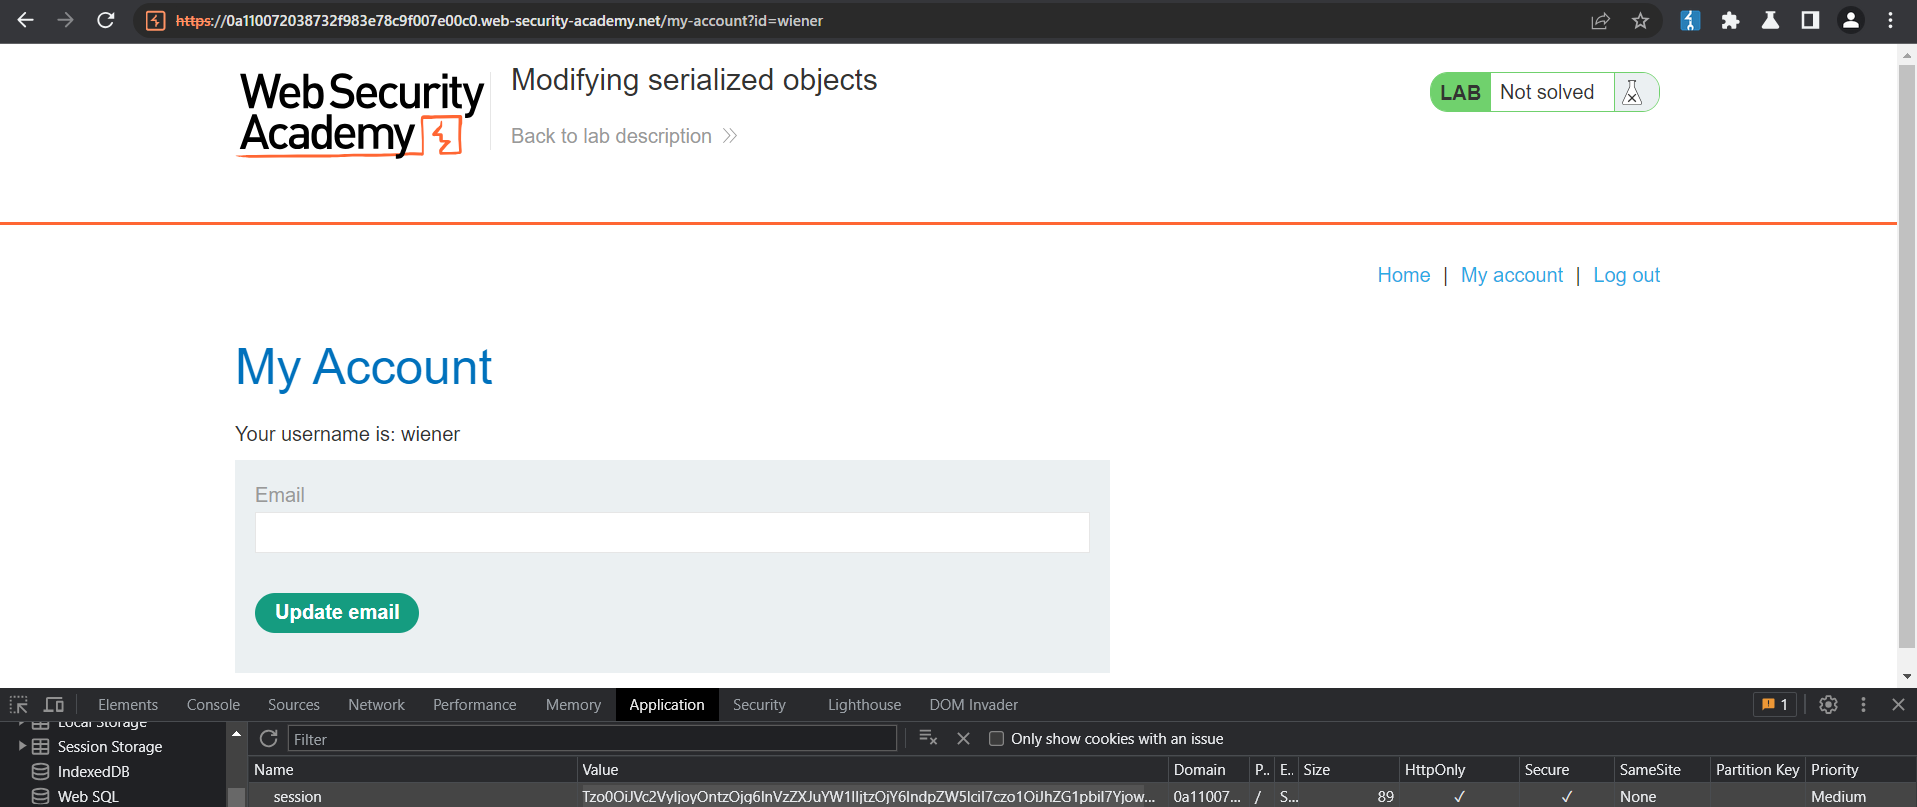 https://0a110072038732f983e78c9f007e00c0.web-security-academy.net/my-account?id=wiener
Web Security
Academy
Modifying serialized objects
Back to lab description
LAB Not solved
Home | My account | Log out
My Account
Your username is: wiener
Email
Update email
Elements Console Sources Network Performance Memory Application Security Lighthouse DOM Invader 1
Local Storage
Session Storage
IndexedDB
Web SQL
Filter Only show cookies with an issue
Name Value Domain P.. E.. Size HttpOnly Secure SameSite Partition Key Priority
session Tzo0OiJVc2VyIjoyOntzOjg6InVzZXJuYW1lIjtzOjY6IndpZW5lciI7czo1OiJhZG1pbiI7Yjow... 0a11007... / S... 89 ✓ ✓ None Medium